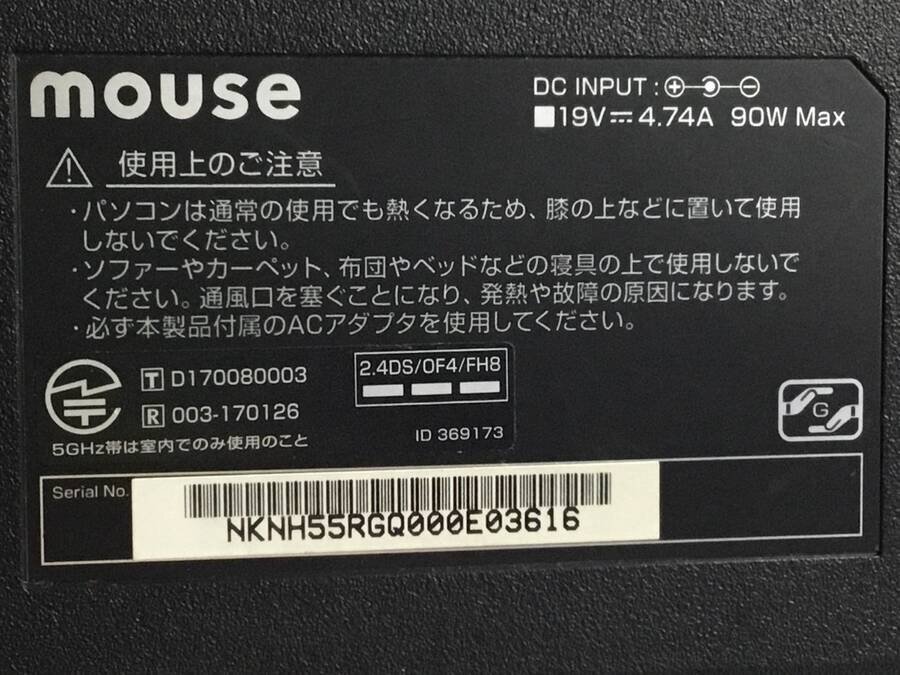 mouse
DC INPUT :
19V 4.74A 90W Max
使用上のご注意
・パソコンは通常の使用でも熱くなるため、膝の上などに置いて使用
しないでください。
・ソファーやカーペット、布団やベッドなどの寝具の上で使用しないで
ください。通風口を塞ぐことになり、発熱や故障の原因になります。
・必ず本製品付属のACアダプタを使用してください。
T D170080003
R 003-170126
5GHz帯は室内でのみ使用のこと
2.4DS/OF4/FH8
ID 369173
G
Serial No.
NKNH55RGQ000E03616